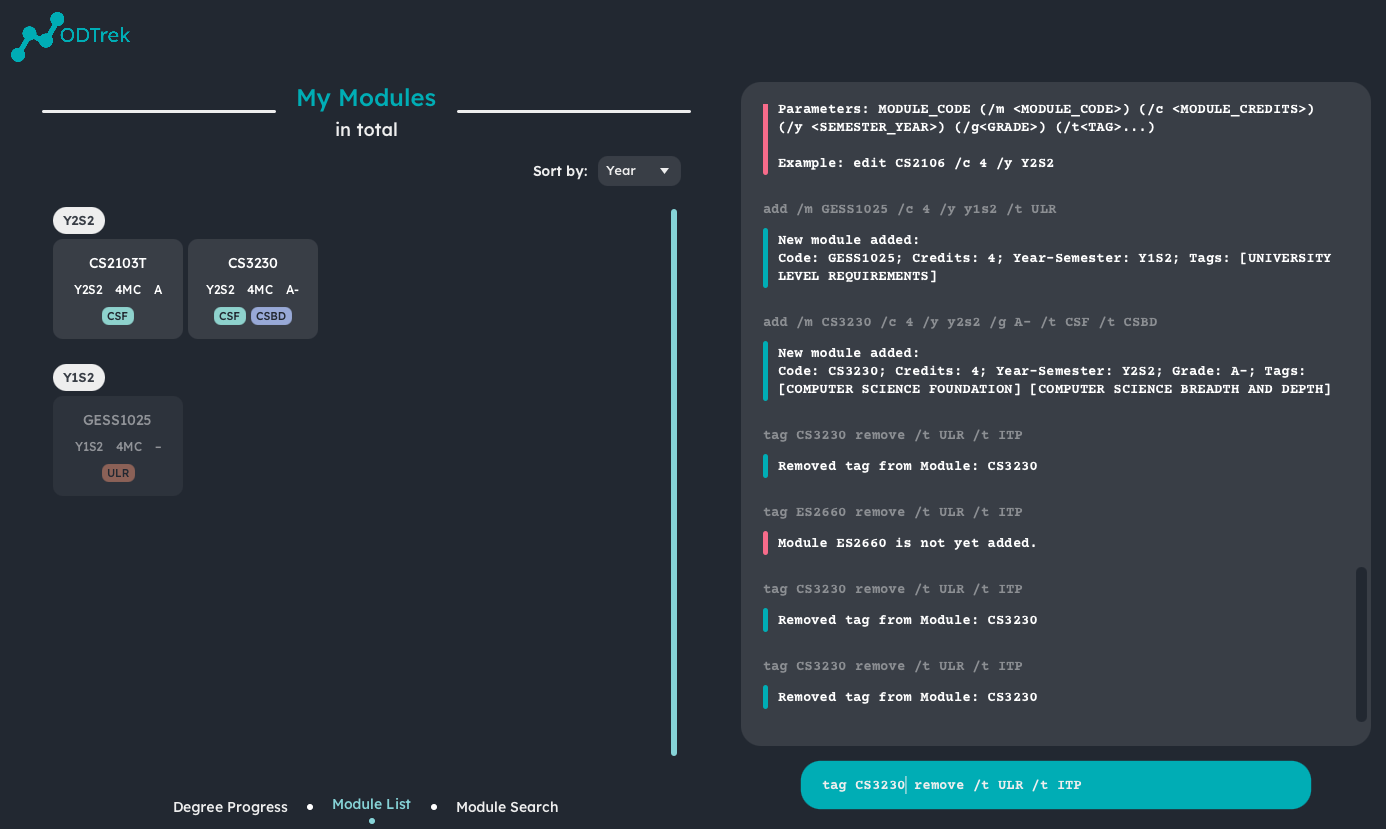 ODTrek
My Modules
in total
Sort by: Year
Y2S2
CS2103T
Y2S2 4MC A
CSF
CS3230
Y2S2 4MC A-
CSF CSBD
Y1S2
GESS1025
Y1S2 4MC –
ULR
Degree Progress
Module List
Module Search
Parameters: MODULE_CODE (/m <MODULE_CODE>) (/c <MODULE_CREDITS>)
(/y <SEMESTER_YEAR>) (/g<GRADE>) (/t<TAG>...)
Example: edit CS2106 /c 4 /y Y2S2
add /m GESS1025 /c 4 /y y1s2 /t ULR
New module added:
Code: GESS1025; Credits: 4; Year-Semester: Y1S2; Tags: [UNIVERSITY
LEVEL REQUIREMENTS]
add /m CS3230 /c 4 /y y2s2 /g A- /t CSF /t CSBD
New module added:
Code: CS3230; Credits: 4; Year-Semester: Y2S2; Grade: A-; Tags:
[COMPUTER SCIENCE FOUNDATION] [COMPUTER SCIENCE BREADTH AND DEPTH]
tag CS3230 remove /t ULR /t ITP
Removed tag from Module: CS3230
tag ES2660 remove /t ULR /t ITP
Module ES2660 is not yet added.
tag CS3230 remove /t ULR /t ITP
Removed tag from Module: CS3230
tag CS3230 remove /t ULR /t ITP
Removed tag from Module: CS3230
tag CS3230 remove /t ULR /t ITP